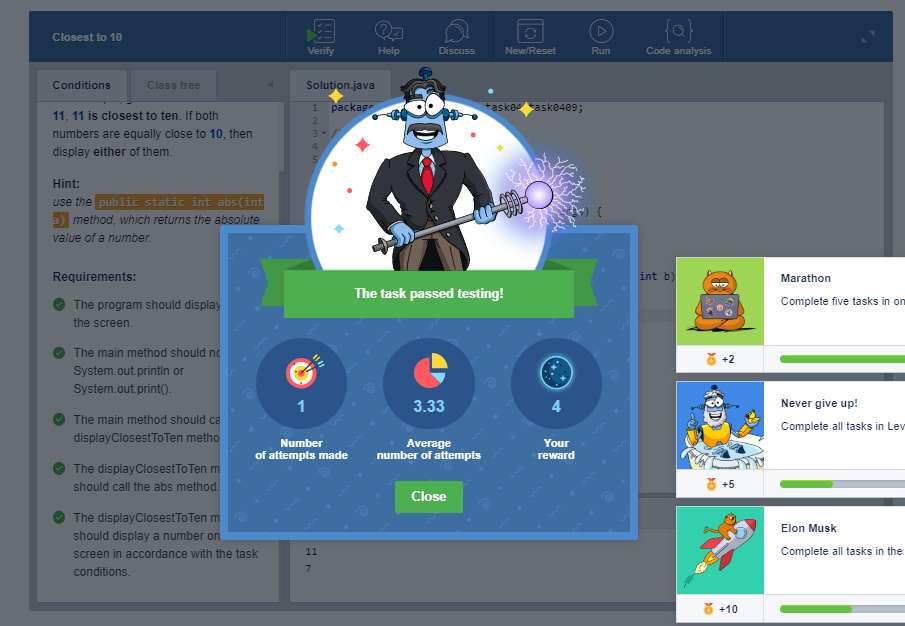 Closest to 10
Verify
Help
Discuss
New/Reset
Run
Code analysis
Conditions
Class tree
Solution.java
11, 11 is closest to ten. If both
numbers are equally close to 10, then
display either of them.
Hint:
use the public static int abs(int
a) method, which returns the absolute
value of a number.
Requirements:
The program should display
the screen.
The main method should
System.out.println or
System.out.print().
The main method should
displayClosestToTen
The displayClosestToTen
should call the abs method.
The displayClosestToTen
should display a number on
screen in accordance with the task
conditions.
1 package task04.task0409;
2
3
4
5
) {
int b)
11
7
The task passed testing!
1
Number
of attempts made
3.33
Average
number of attempts
4
Your
reward
Close
Marathon
Complete five tasks in
+2
Never give up!
Complete all tasks in
+5
Elon Musk
Complete all tasks in the
+10